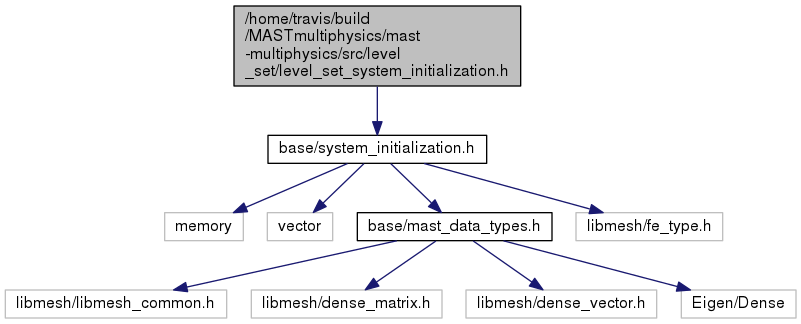 /home/travis/build
/MASTmultiphysics/mast
-multiphysics/src/level
_set/level_set_system_initialization.h
base/system_initialization.h
memory
vector
base/mast_data_types.h
libmesh/fe_type.h
libmesh/libmesh_common.h
libmesh/dense_matrix.h
libmesh/dense_vector.h
Eigen/Dense